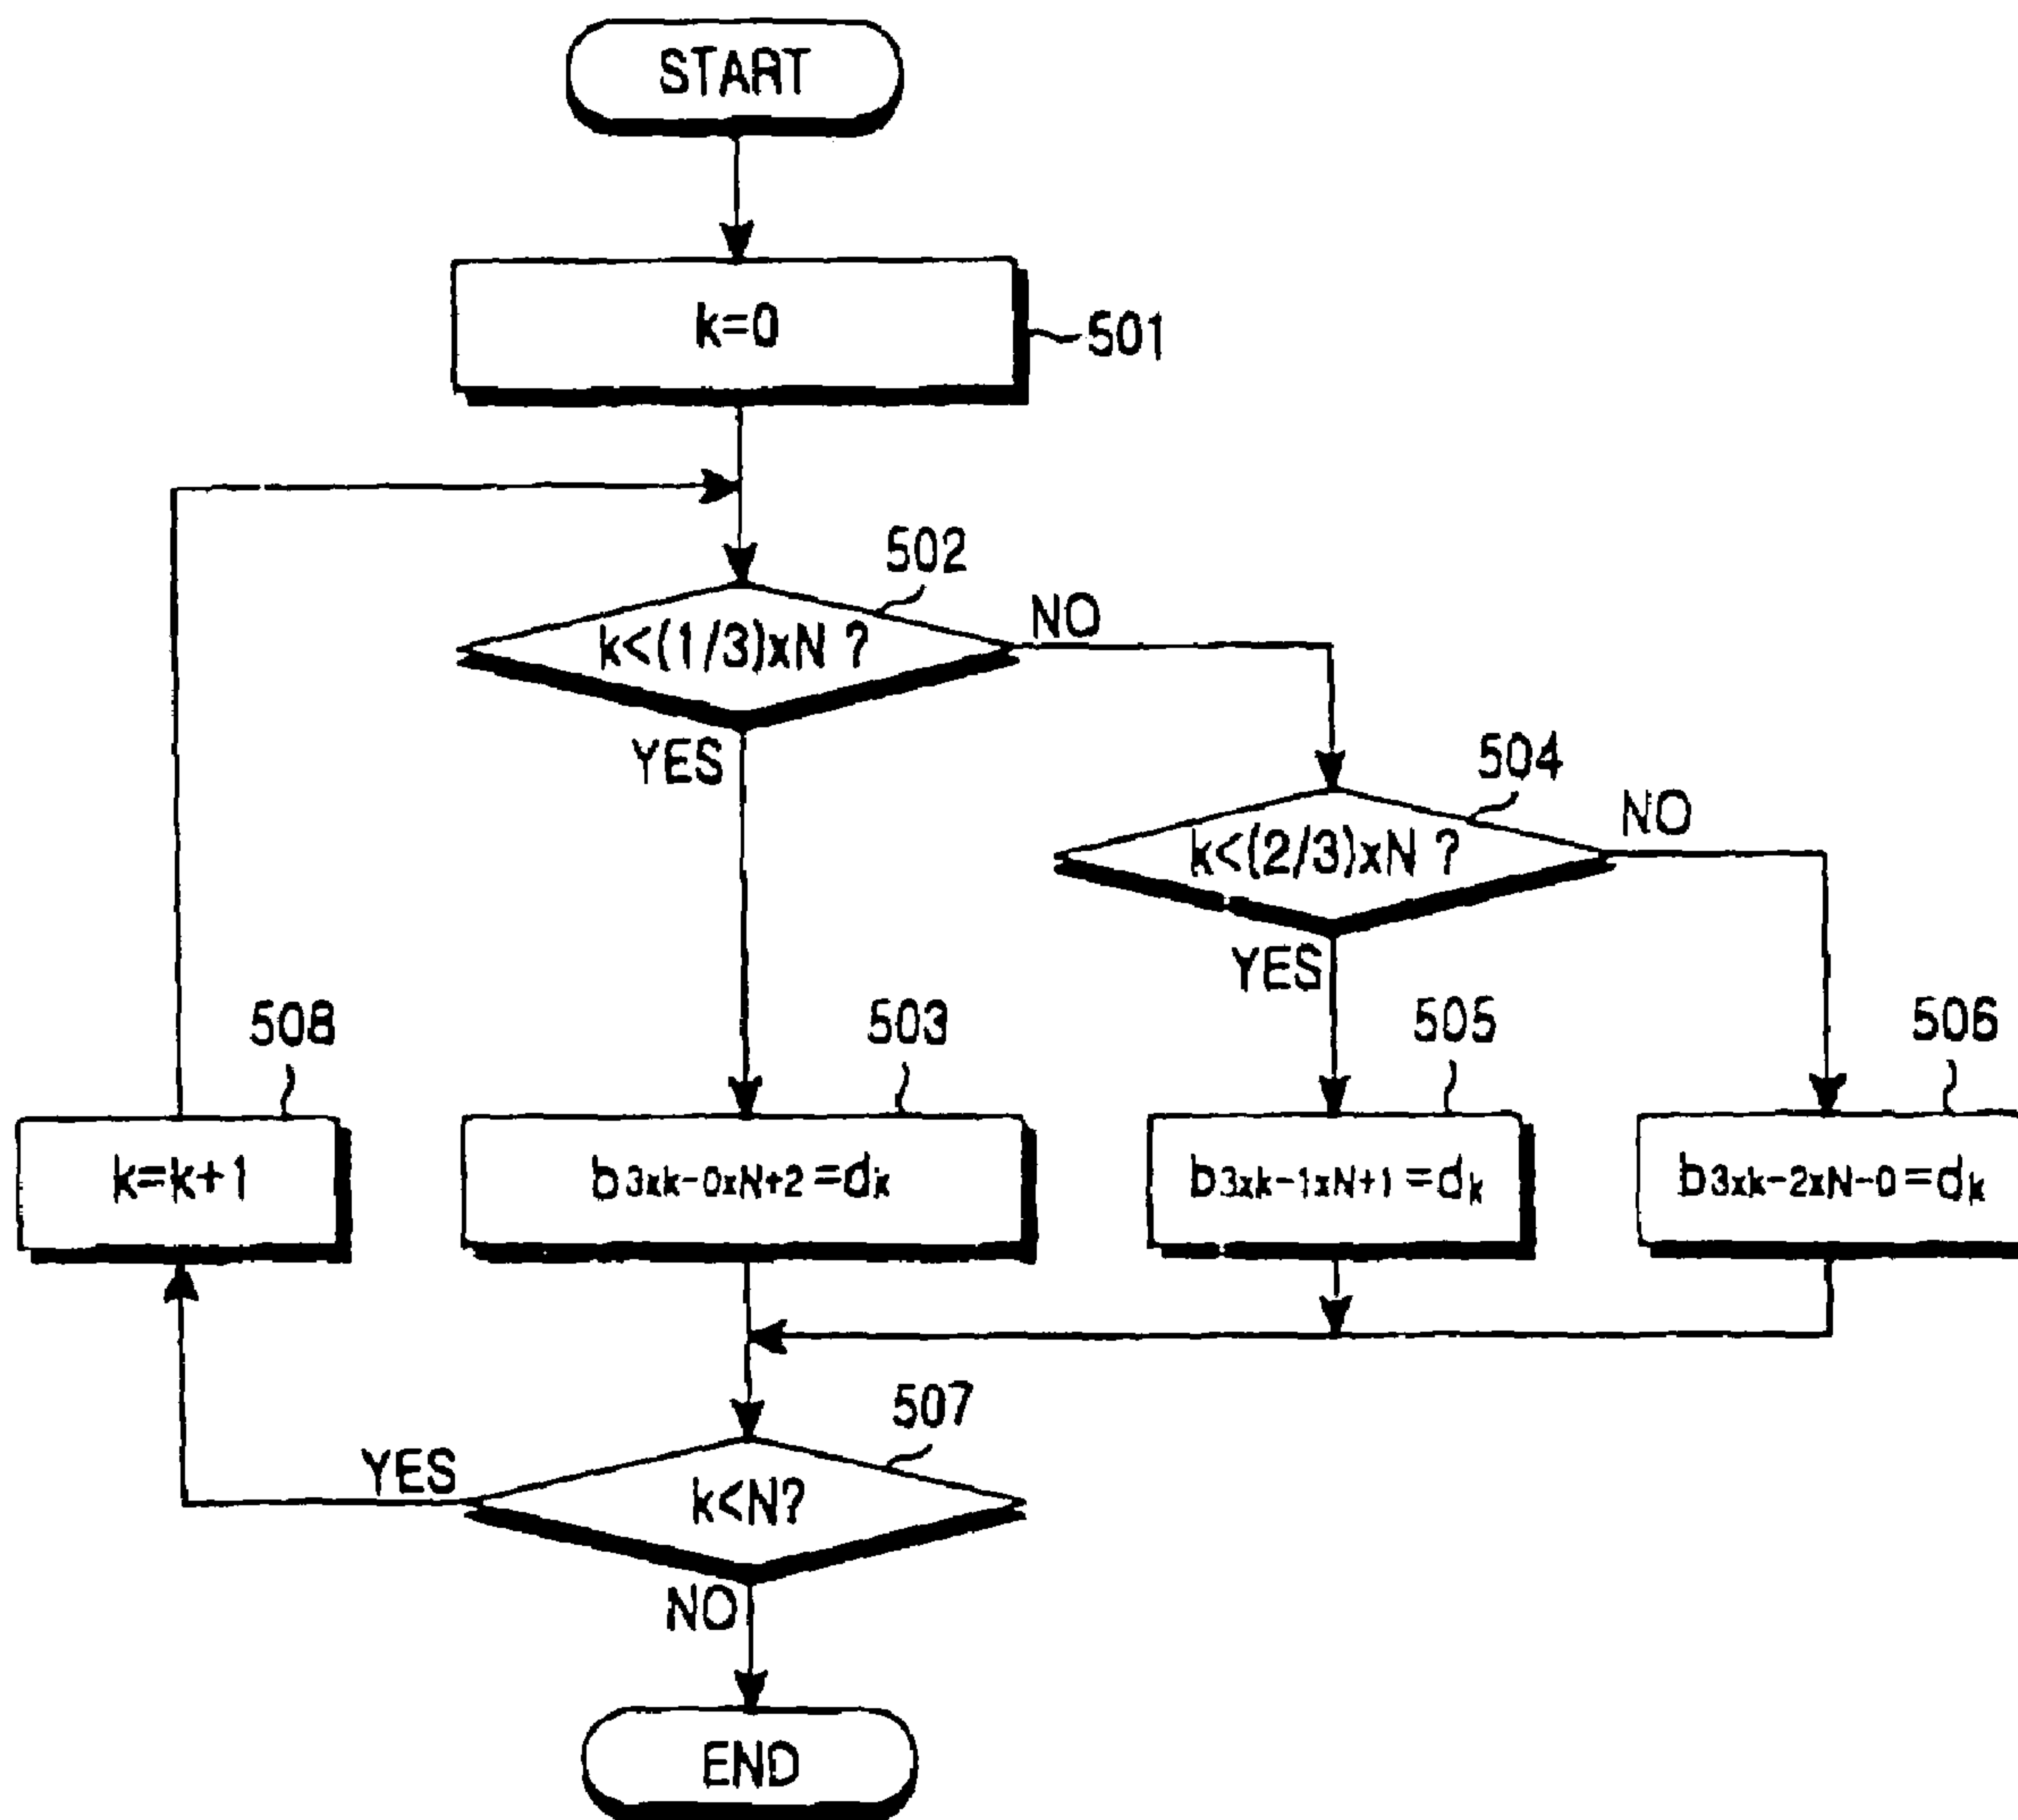 START
k=0
501
502
k<(1/3)xN ?
NO
YES
504
k<(2/3)xN ?
NO
YES
508
503
505
506
k=k+1
b3xk-0xN+2=dk
b3xk-1xN+1=dk
b3xk-2xN-0=dk
507
YES
k<N?
NO
END